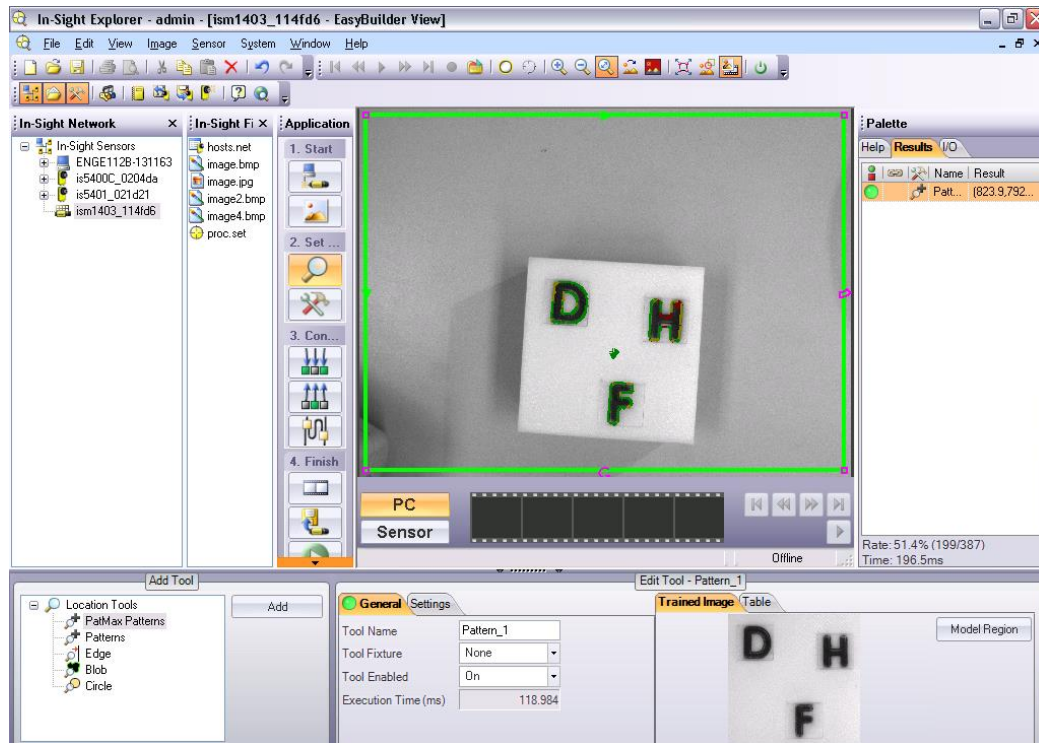 In-Sight Explorer - admin - [ism1403_114fd6 - EasyBuilder View]
File Edit View Image Sensor System Window Help
In-Sight Network
In-Sight Sensors
ENGE112B-131163
is5400C_0204da
is5401_021d21
ism1403_114fd6
In-Sight Fi
hosts.net
image.bmp
image.jpg
image2.bmp
image4.bmp
proc.set
Application
1. Start
2. Set ...
3. Con...
4. Finish
D H
F
PC
Sensor
Offline
Palette
Help Results I/O
Name Result
Patt... (823.9,792...
Rate: 51.4% (199/387)
Time: 196.5ms
Add Tool
Location Tools
PatMax Patterns
Patterns
Edge
Blob
Circle
Add
Edit Tool - Pattern_1
General Settings
Tool Name Pattern_1
Tool Fixture None
Tool Enabled On
Execution Time (ms) 118.984
Trained Image Table
D H
F
Model Region